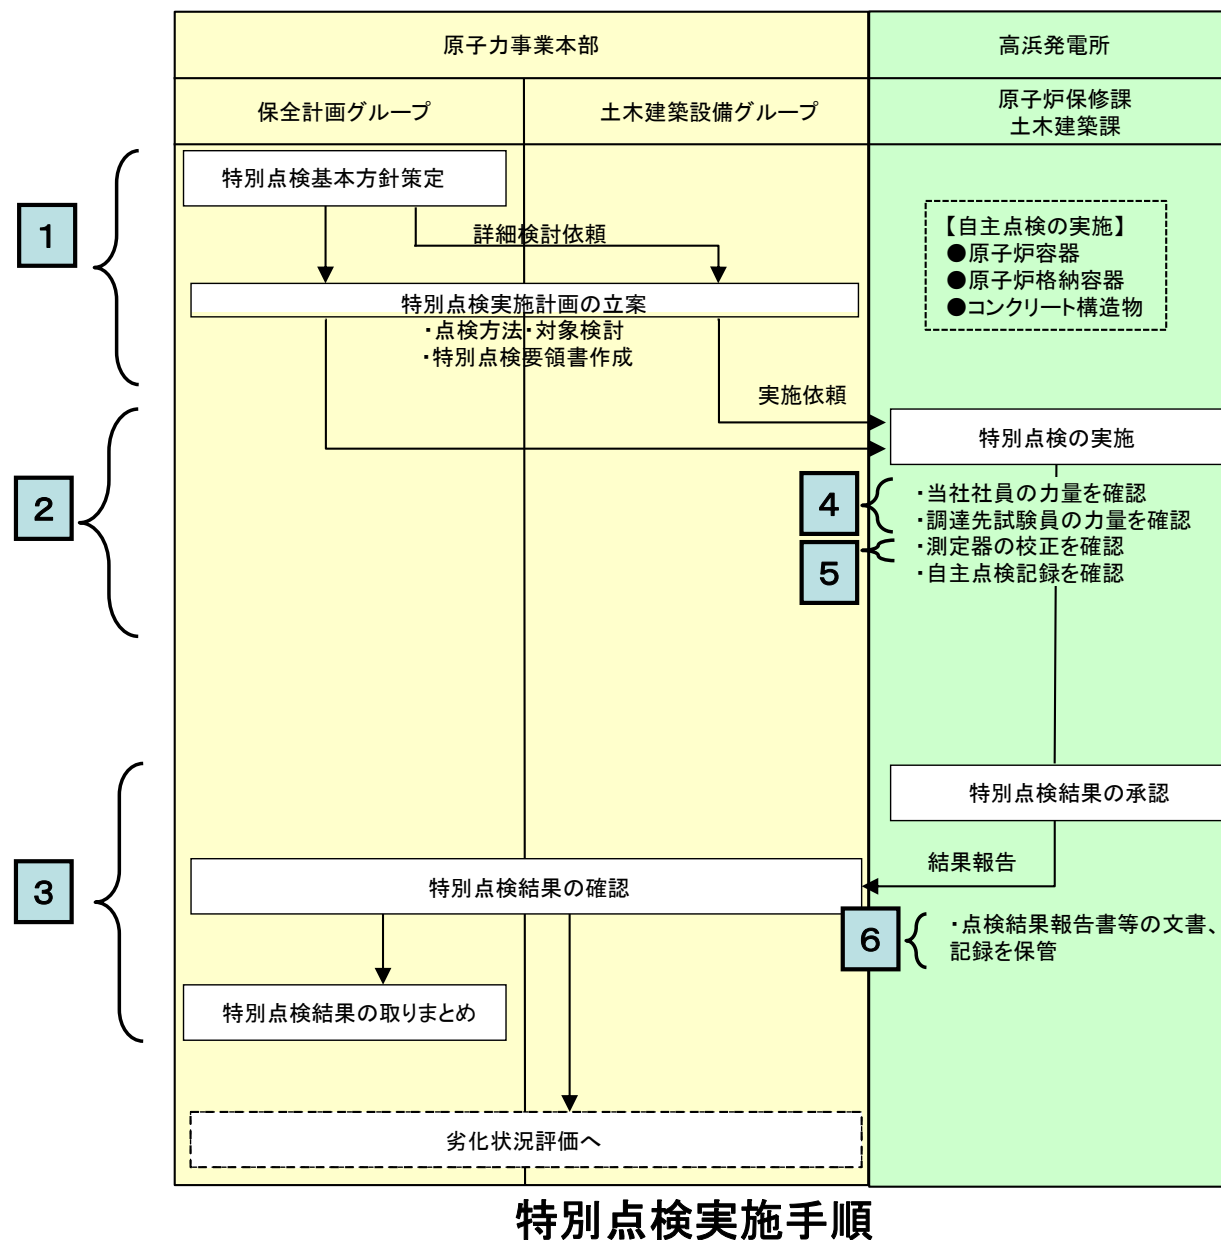 原子力事業本部
高浜発電所
保全計画グループ
土木建築設備グループ
原子炉保修課
土木建築課
1
特別点検基本方針策定
詳細検討依頼
【自主点検の実施】
●原子炉容器
●原子炉格納容器
●コンクリート構造物
特別点検実施計画の立案
・点検方法・対象検討
・特別点検要領書作成
実施依頼
2
特別点検の実施
4
・当社社員の力量を確認
・調達先試験員の力量を確認
5
・測定器の校正を確認
・自主点検記録を確認
特別点検結果の承認
3
結果報告
特別点検結果の確認
6
・点検結果報告書等の文書、
記録を保管
特別点検結果の取りまとめ
劣化状況評価へ
特別点検実施手順